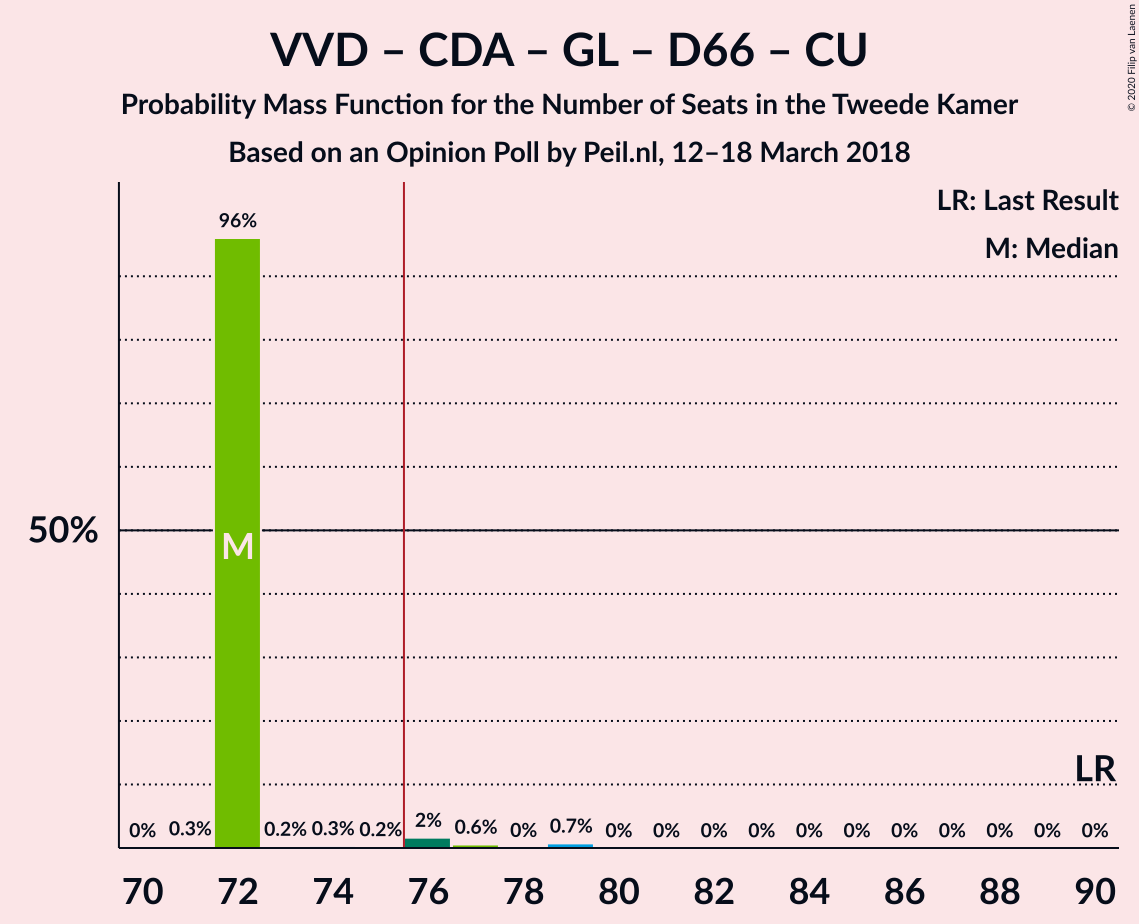 VVD – CDA – GL – D66 – CU
Probability Mass Function for the Number of Seats in the Tweede Kamer
Based on an Opinion Poll by Peil.nl, 12–18 March 2018
© 2020 Filip van Laenen
LR: Last Result
M: Median
96%
50%
M
LR
0% 0.3% 0.2% 0.3% 0.2% 2% 0.6% 0% 0.7% 0% 0% 0% 0% 0% 0% 0% 0% 0% 0% 0%
70 72 74 76 78 80 82 84 86 88 90